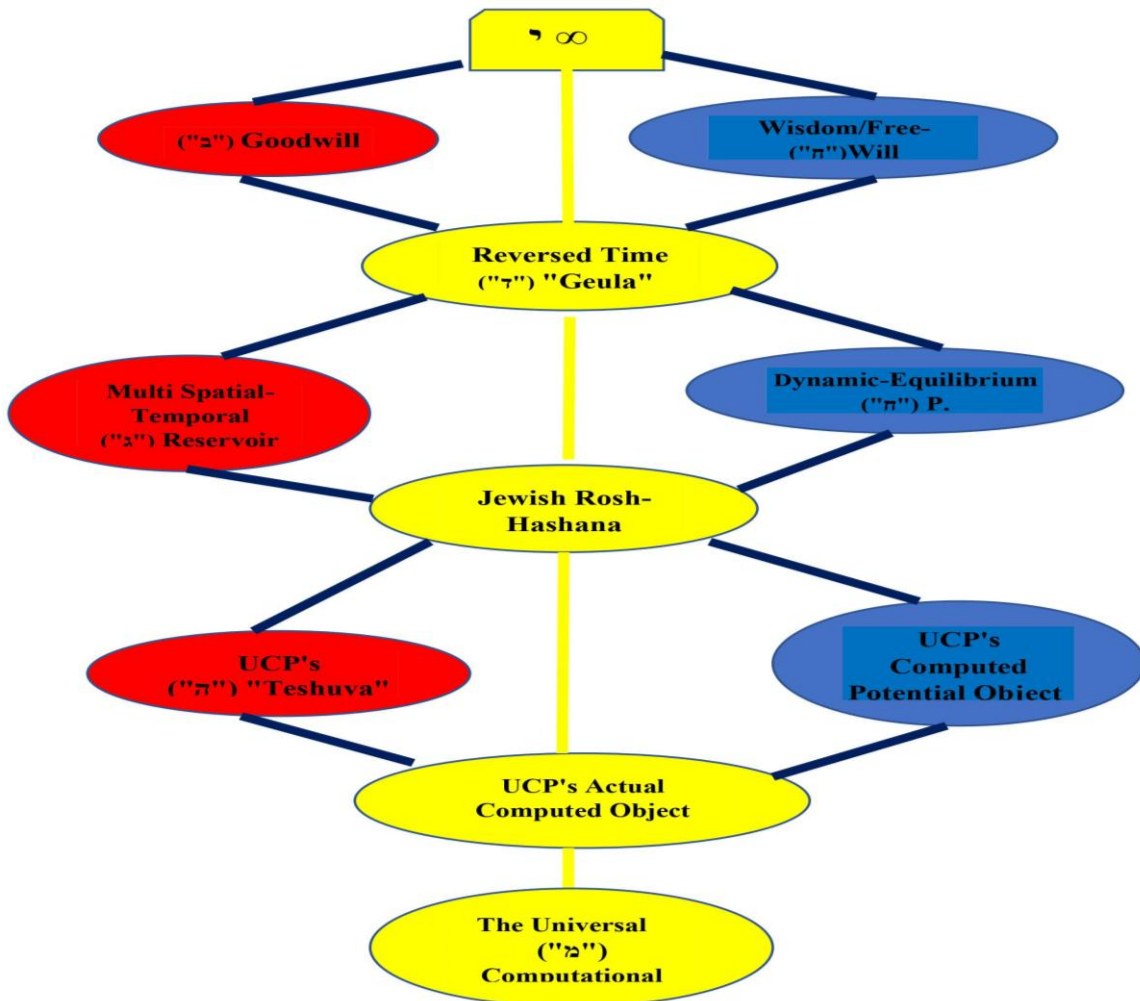 י ∞
("ב") Goodwill
Wisdom/Free-
("ח")Will
Reversed Time
("ד") "Geula"
Multi Spatial-
Temporal
("ג") Reservoir
Dynamic-Equilibrium
("ח") P.
Jewish Rosh-
Hashana
UCP's
("ה") "Teshuva"
UCP's
Computed
Potential Object
UCP's Actual
Computed Object
The Universal
("מ")
Computational